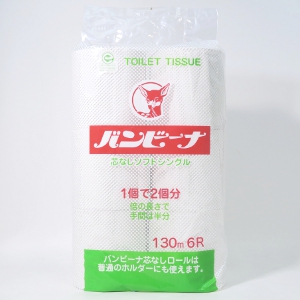 TOILET TISSUE
バンビーナ
芯なしソフトシングル
1個で2個分
倍の長さで
手間は半分
130m 6R
バンビーナ芯なしロールは
普通のホルダーにも使えます。